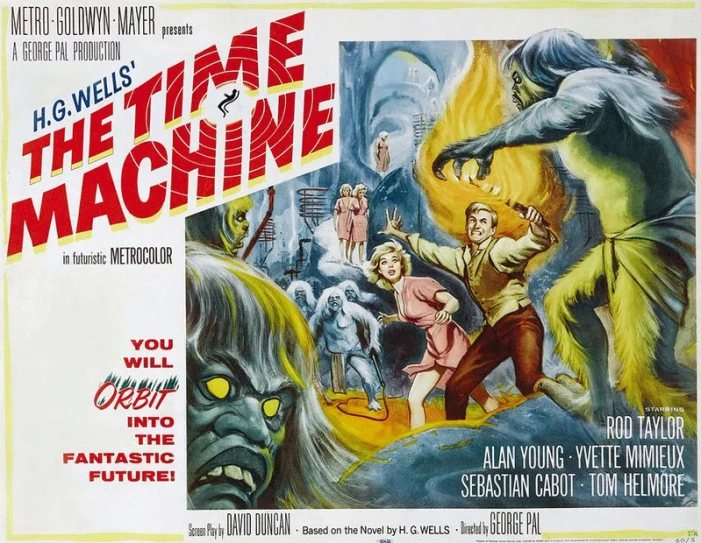 METRO-GOLDWYN-MAYER presents
A GEORGE PAL PRODUCTION
H.G. WELLS'
THE TIME
MACHINE
in futuristic METROCOLOR
YOU
WILL
ORBIT
INTO
THE
FANTASTIC
FUTURE!
STARRING
ROD TAYLOR
ALAN YOUNG · YVETTE MIMIEUX
SEBASTIAN CABOT · TOM HELMORE
Screen Play by DAVID DUNCAN · Based on the Novel by H. G. WELLS · Directed by GEORGE PAL